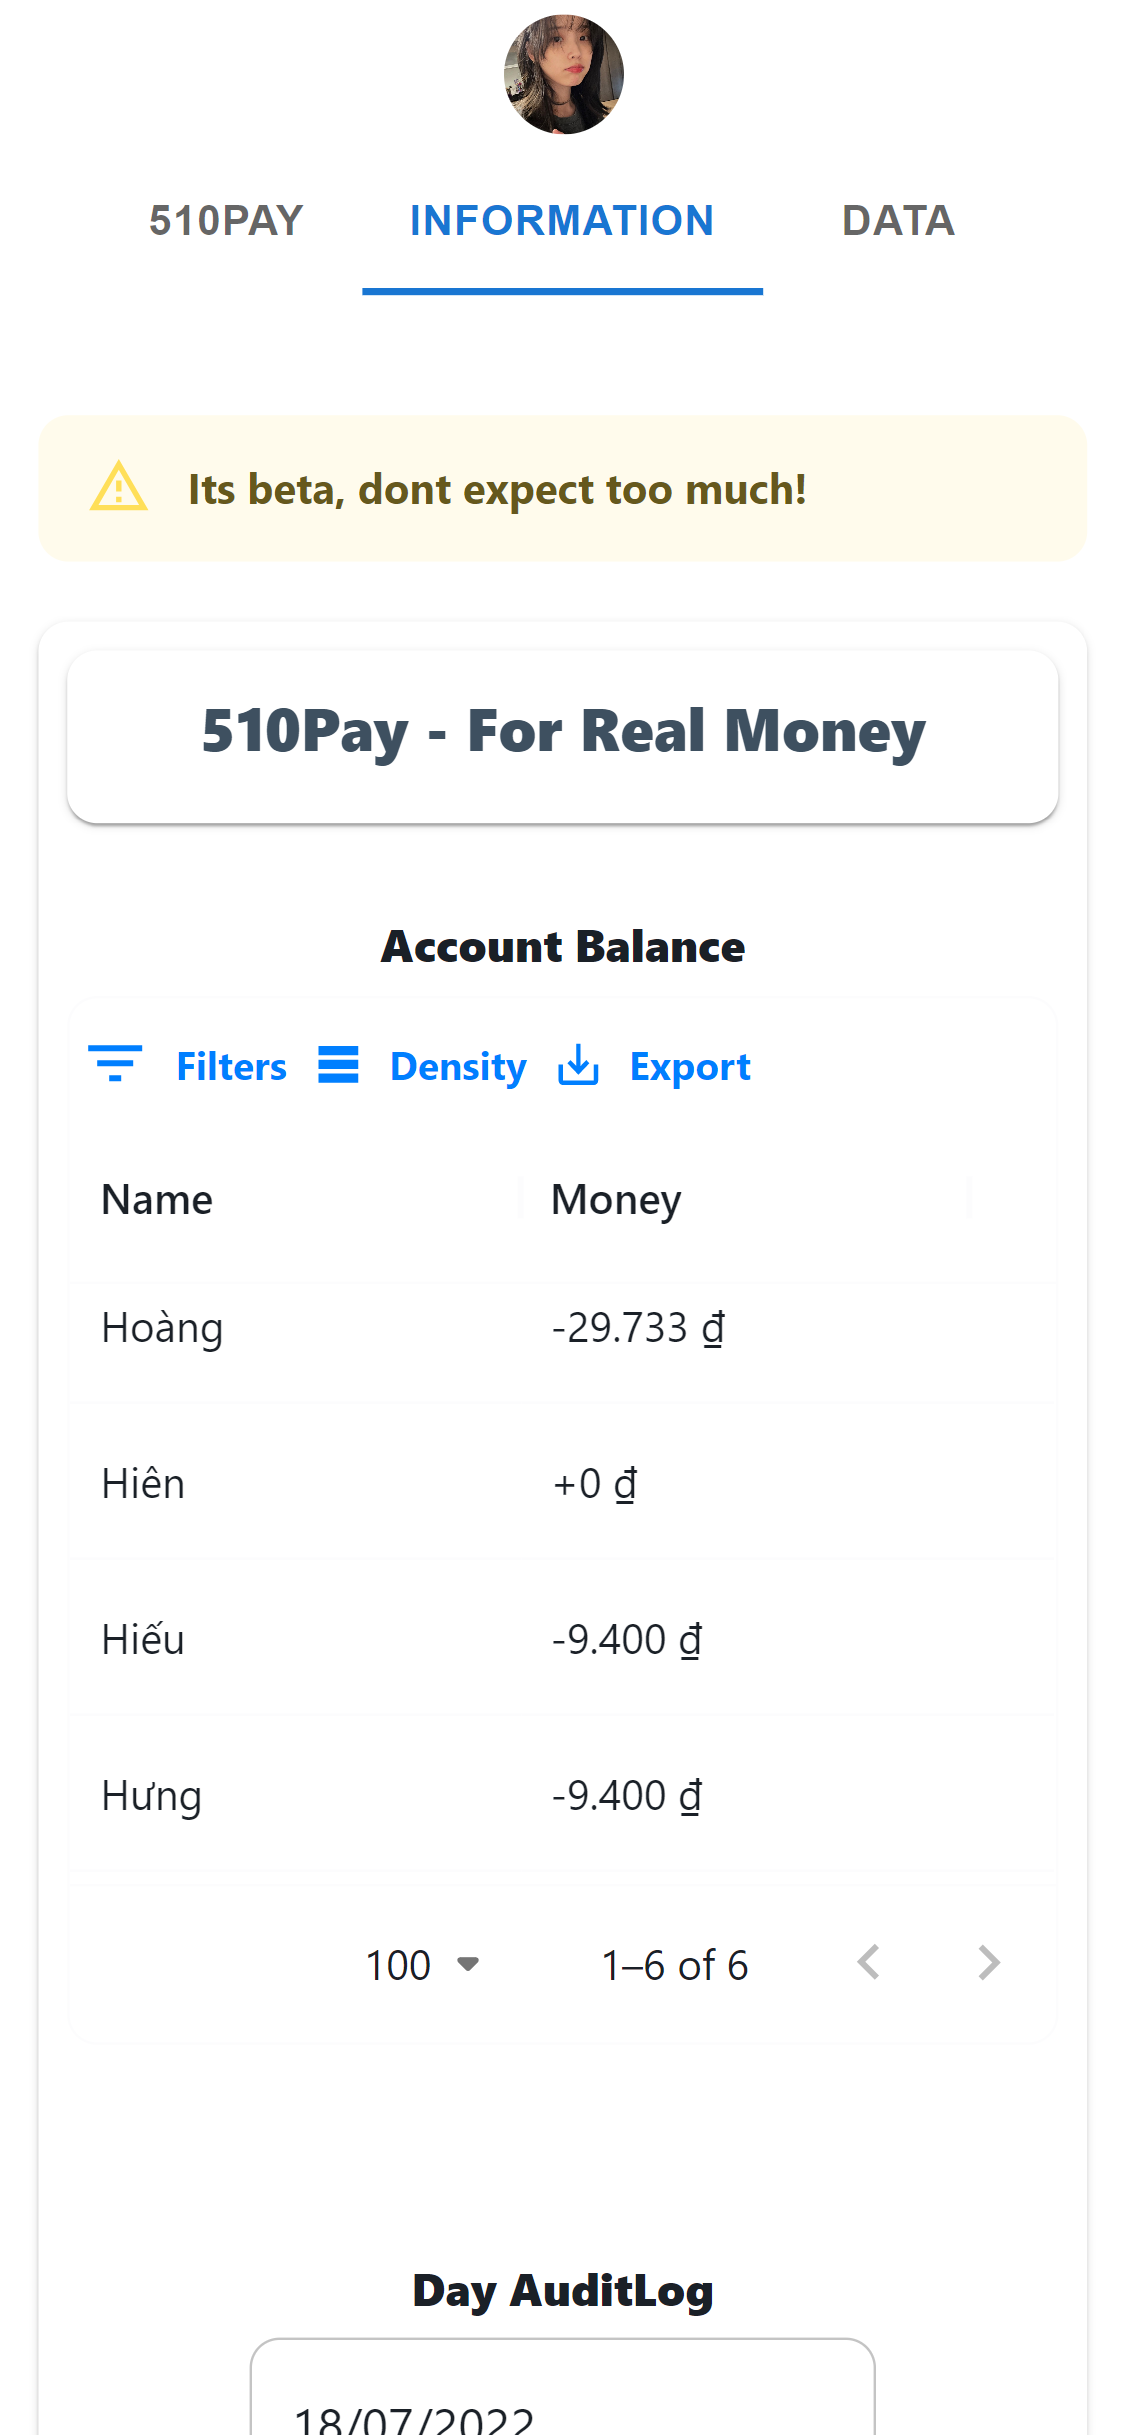 510PAY INFORMATION DATA
Its beta, dont expect too much!
510Pay - For Real Money
Account Balance
Filters Density Export
Name Money
Hoàng -29.733 ₫
Hiên +0 ₫
Hiếu -9.400 ₫
Hưng -9.400 ₫
100 1–6 of 6
Day AuditLog
18/07/2022